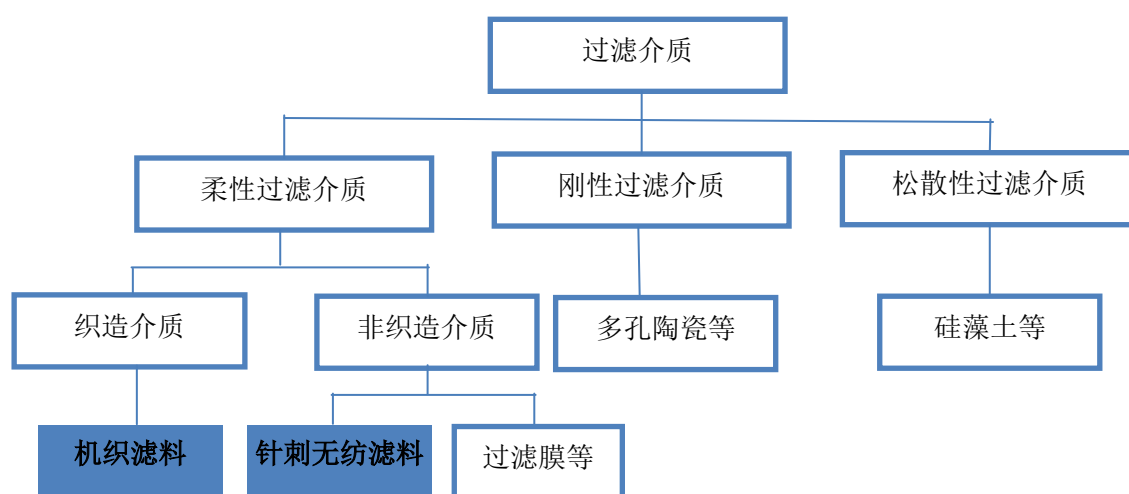 过滤介质
柔性过滤介质
刚性过滤介质
松散性过滤介质
织造介质
非织造介质
多孔陶瓷等
硅藻土等
机织滤料
针刺无纺滤料
过滤膜等